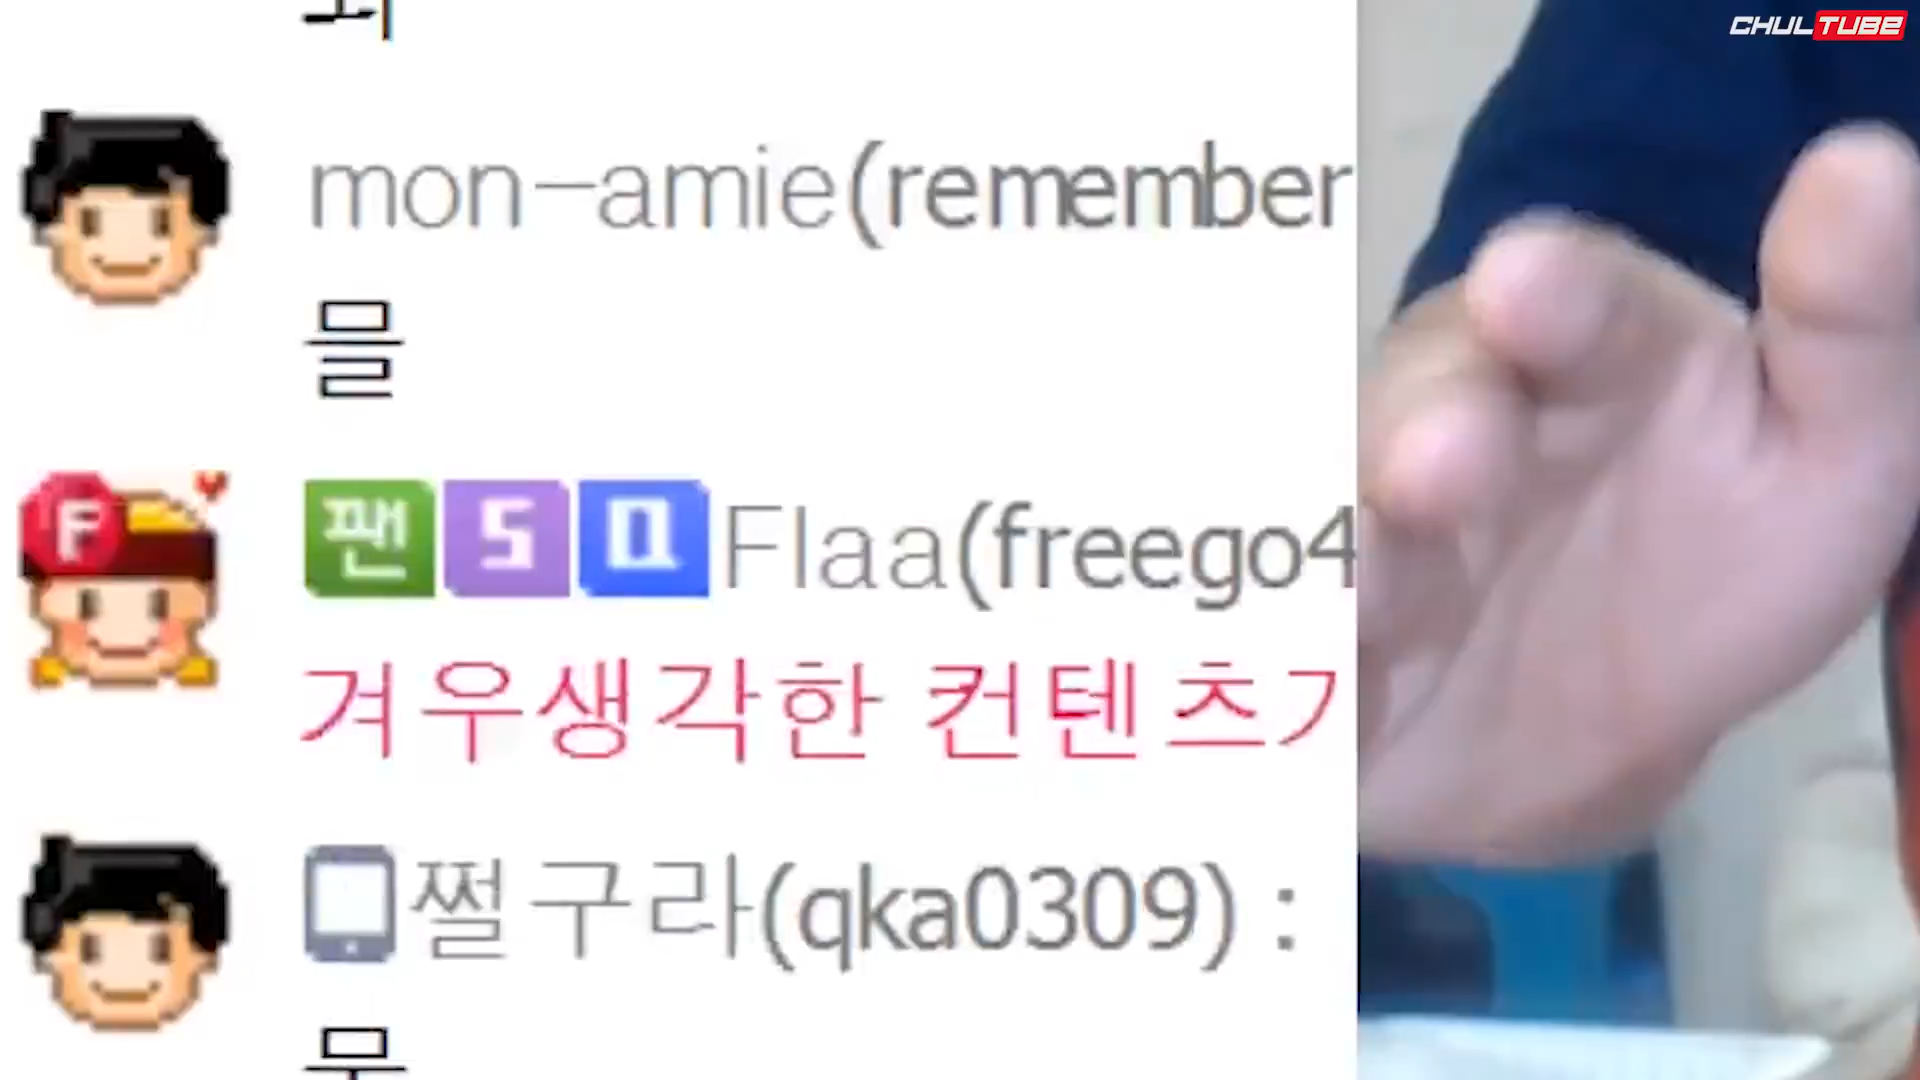 CHULTUBE
mon-amie(remember
믈
F
팬 S Q Flaa(freego4
겨우생각한 컨텐츠가
쩔구라(qka0309) :